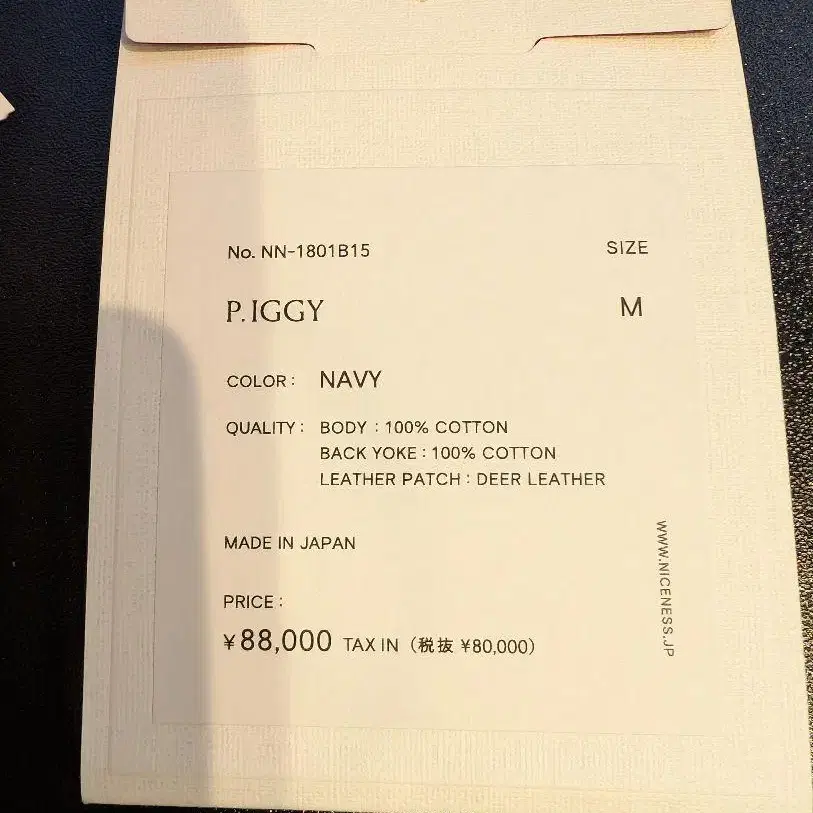 No. NN-1801B15 SIZE
P. IGGY M
COLOR : NAVY
QUALITY : BODY : 100% COTTON
BACK YOKE : 100% COTTON
LEATHER PATCH : DEER LEATHER
MADE IN JAPAN
WWW.NICENESS.JP
PRICE :
¥88,000 TAX IN (税抜 ¥80,000)